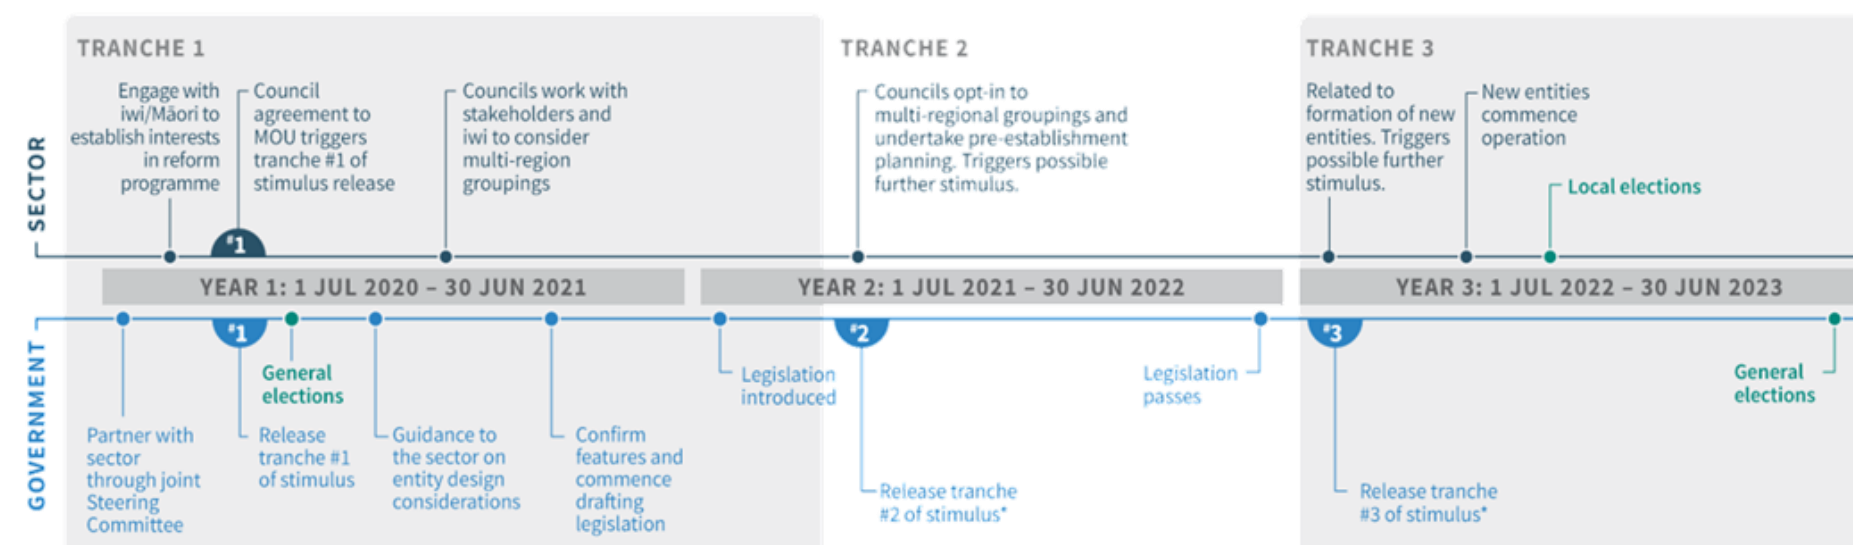 TRANCHE 1
Engage with
iwi/Māori to
establish interests
in reform
programme
Council
agreement to
MOU triggers
tranche #1 of
stimulus release
Councils work with
stakeholders and
iwi to consider
multi-region
groupings
TRANCHE 2
Councils opt-in to
multi-regional groupings and
undertake pre-establishment
planning. Triggers possible
further stimulus.
TRANCHE 3
Related to
formation of new
entities. Triggers
possible further
stimulus.
New entities
commence
operation
Local elections
SECTOR
#1
YEAR 1: 1 JUL 2020 – 30 JUN 2021
YEAR 2: 1 JUL 2021 – 30 JUN 2022
YEAR 3: 1 JUL 2022 – 30 JUN 2023
GOVERNMENT
#1
#2
#3
Partner with
sector
through joint
Steering
Committee
Release
tranche #1
of stimulus
General
elections
Guidance to
the sector on
entity design
considerations
Confirm
features and
commence
drafting
legislation
Legislation
introduced
Release tranche
#2 of stimulus*
Legislation
passes
Release tranche
#3 of stimulus*
General
elections